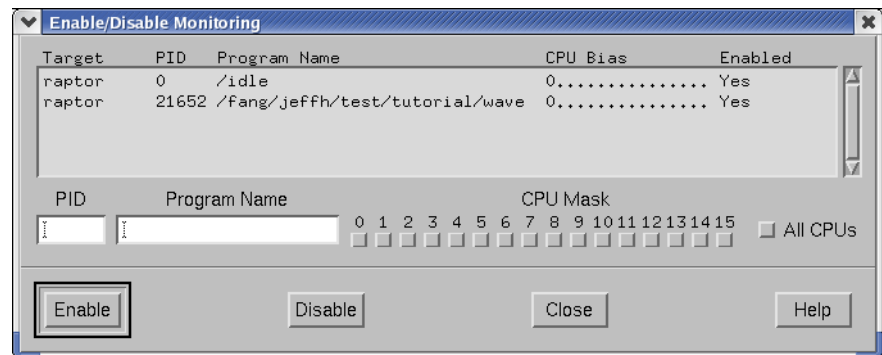 Enable/Disable Monitoring
Target PID Program Name CPU Bias Enabled
raptor 0 /idle 0............... Yes
raptor 21652 /fang/jeffh/test/tutorial/wave 0............... Yes
PID Program Name CPU Mask
0 1 2 3 4 5 6 7 8 9 10 11 12 13 14 15
All CPUs
Enable Disable Close Help